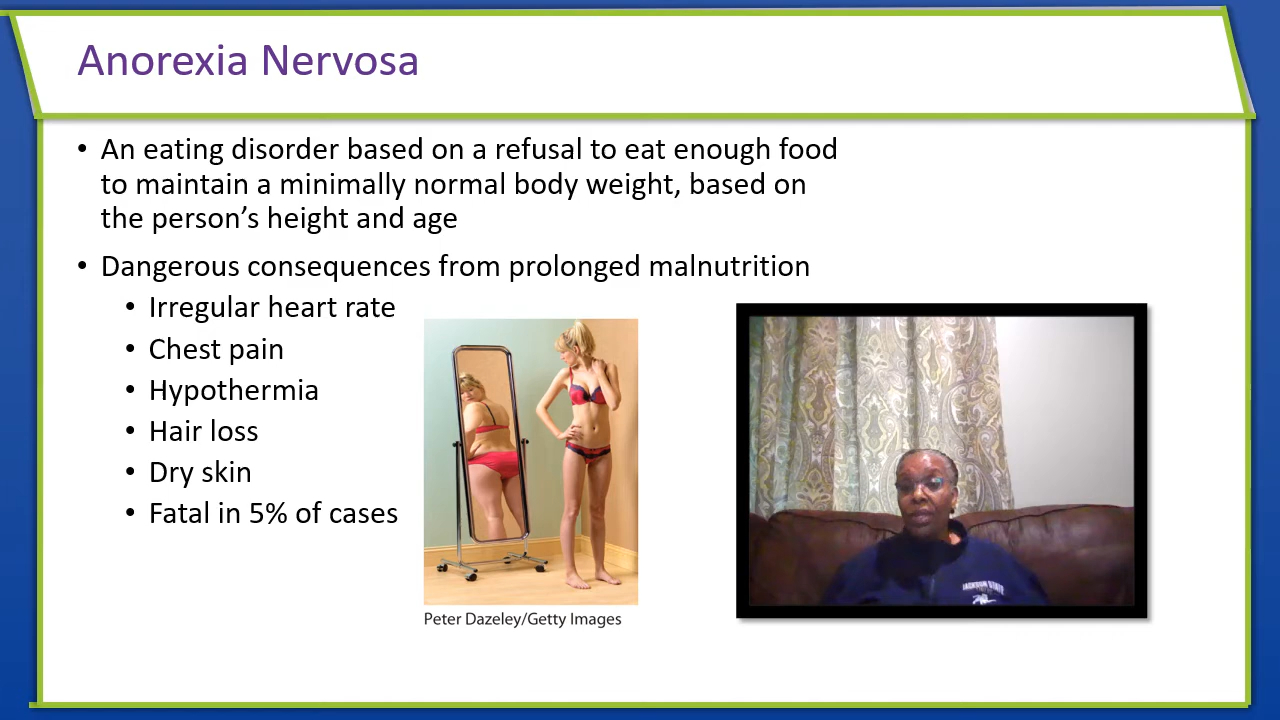 Anorexia Nervosa
• An eating disorder based on a refusal to eat enough food
to maintain a minimally normal body weight, based on
the person’s height and age
• Dangerous consequences from prolonged malnutrition
• Irregular heart rate
• Chest pain
• Hypothermia
• Hair loss
• Dry skin
• Fatal in 5% of cases
Peter Dazeley/Getty Images
JACKSON STATE